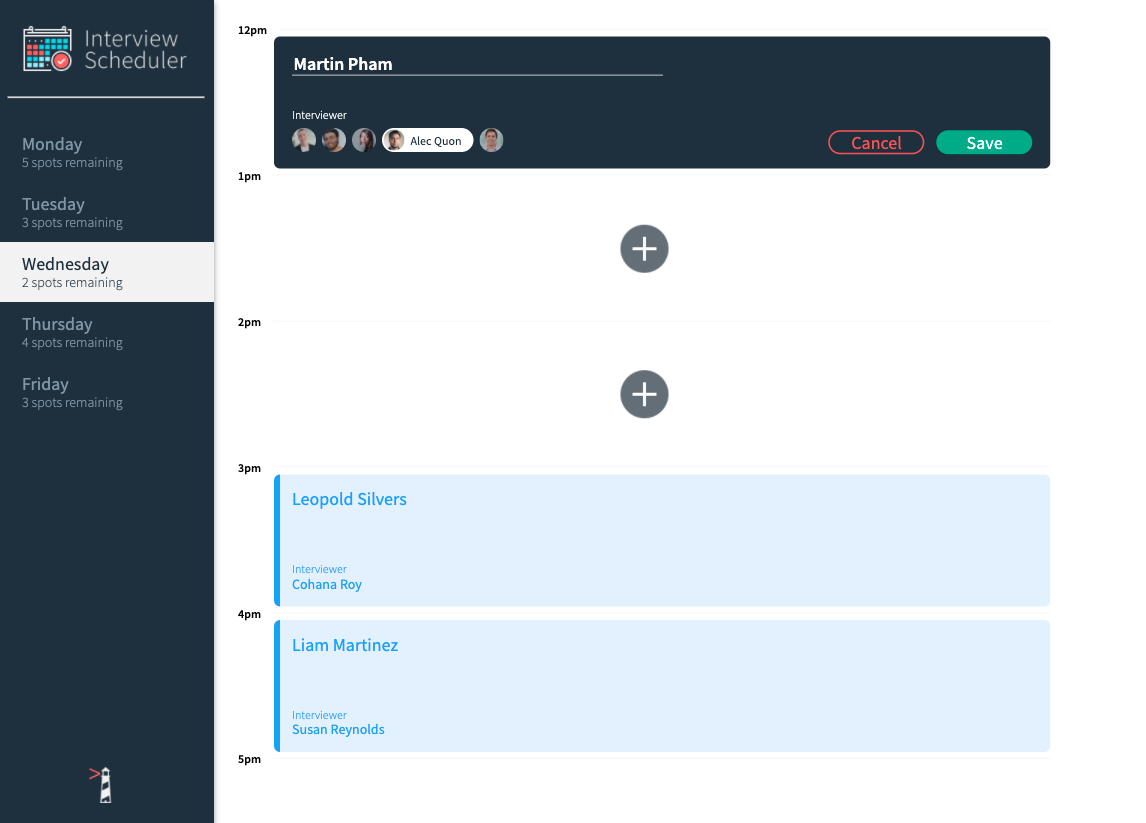 Interview
Scheduler
Monday
5 spots remaining
Tuesday
3 spots remaining
Wednesday
2 spots remaining
Thursday
4 spots remaining
Friday
3 spots remaining
12pm
Martin Pham
Interviewer
Alec Quon
Cancel
Save
1pm
2pm
3pm
Leopold Silvers
Interviewer
Cohana Roy
4pm
Liam Martinez
Interviewer
Susan Reynolds
5pm